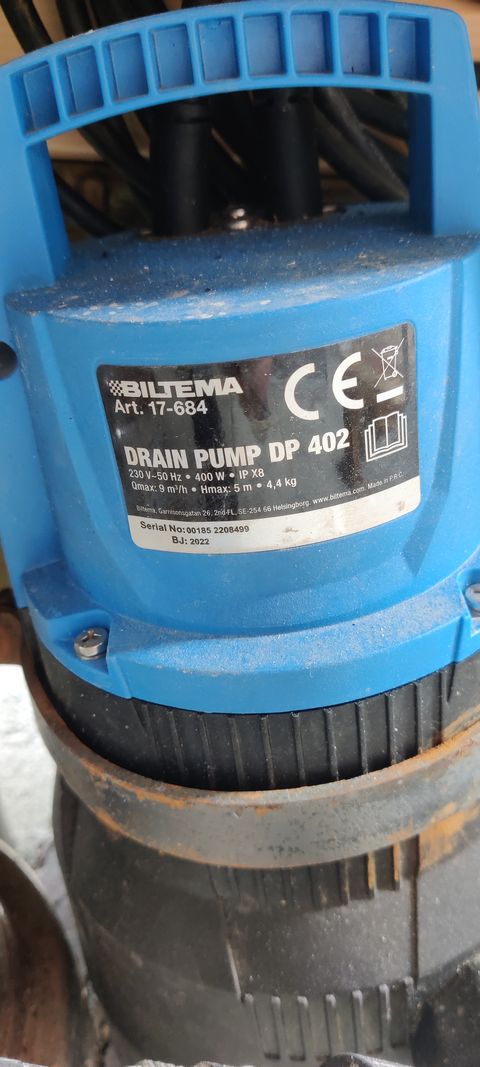 BILTEMA
Art. 17-684
CE
DRAIN PUMP DP 402
230 V~50 Hz • 400 W • IP X8
Qmax: 9 m³/h • Hmax: 5 m • 4,4 kg
Biltema, Garnisonsgatan 26, 2nd FL, SE-254 66 Helsingborg. www.biltema.com. Made in P.R.C.
Serial No: 00185 2208499
BJ: 2022